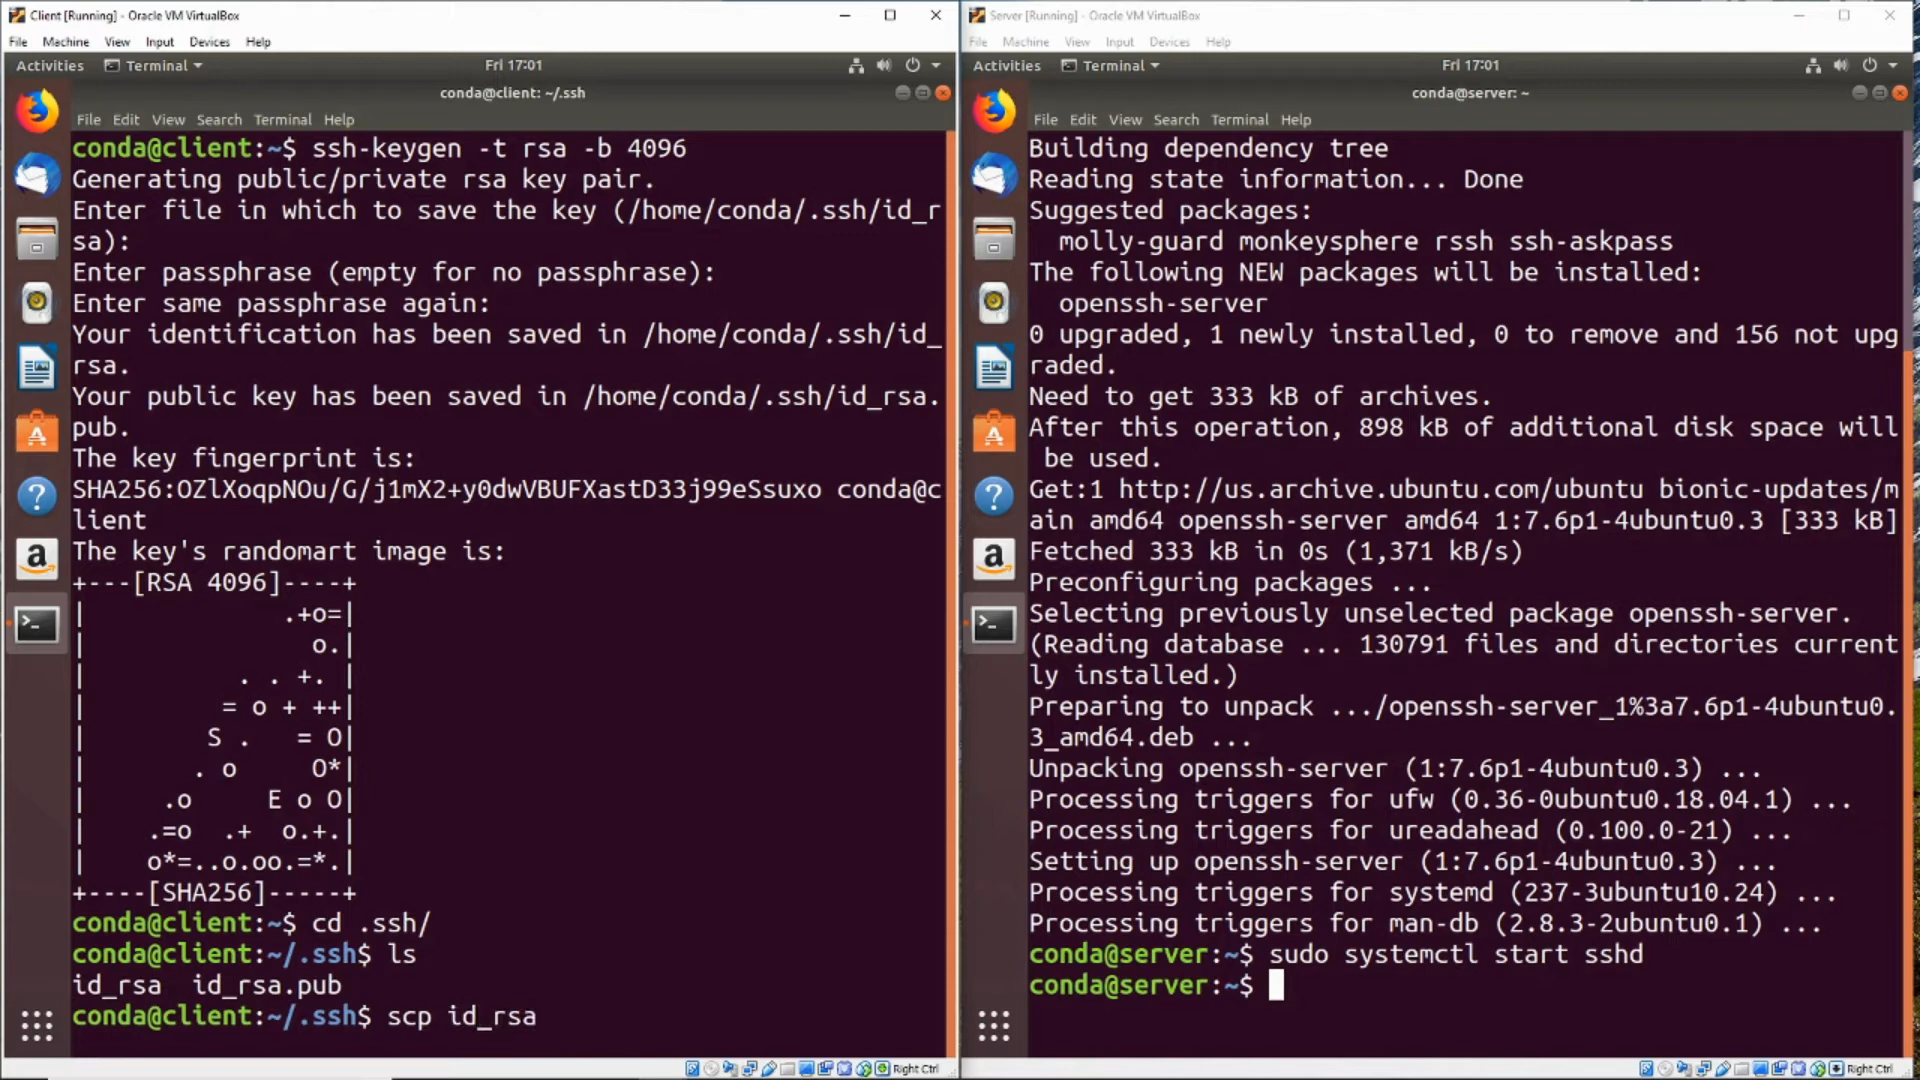 Client [Running] - Oracle VM VirtualBox
File Machine View Input Devices Help
Activities Terminal Fri 17:01
conda@client: ~/.ssh
File Edit View Search Terminal Help
conda@client:~$ ssh-keygen -t rsa -b 4096
Generating public/private rsa key pair.
Enter file in which to save the key (/home/conda/.ssh/id_r
sa):
Enter passphrase (empty for no passphrase):
Enter same passphrase again:
Your identification has been saved in /home/conda/.ssh/id_
rsa.
Your public key has been saved in /home/conda/.ssh/id_rsa.
pub.
The key fingerprint is:
SHA256:OZlXoqpNOu/G/j1mX2+y0dwVBUFXastD33j99eSsuxo conda@c
lient
The key's randomart image is:
+---[RSA 4096]----+
|              .+o=|
|                o.|
|           . . +. |
|          = o + ++|
|         S .   = O|
|        . o     O*|
|      .o     E o O|
|     .=o  .+  o.+.|
|     o*=..o.oo.=*.|
+----[SHA256]-----+
conda@client:~$ cd .ssh/
conda@client:~/.ssh$ ls
id_rsa  id_rsa.pub
conda@client:~/.ssh$ scp id_rsa
Right Ctrl
Server [Running] - Oracle VM VirtualBox
File Machine View Input Devices Help
Activities Terminal Fri 17:01
conda@server: ~
File Edit View Search Terminal Help
Building dependency tree
Reading state information... Done
Suggested packages:
  molly-guard monkeysphere rssh ssh-askpass
The following NEW packages will be installed:
  openssh-server
0 upgraded, 1 newly installed, 0 to remove and 156 not upg
raded.
Need to get 333 kB of archives.
After this operation, 898 kB of additional disk space will
 be used.
Get:1 http://us.archive.ubuntu.com/ubuntu bionic-updates/m
ain amd64 openssh-server amd64 1:7.6p1-4ubuntu0.3 [333 kB]
Fetched 333 kB in 0s (1,371 kB/s)
Preconfiguring packages ...
Selecting previously unselected package openssh-server.
(Reading database ... 130791 files and directories current
ly installed.)
Preparing to unpack .../openssh-server_1%3a7.6p1-4ubuntu0.
3_amd64.deb ...
Unpacking openssh-server (1:7.6p1-4ubuntu0.3) ...
Processing triggers for ufw (0.36-0ubuntu0.18.04.1) ...
Processing triggers for ureadahead (0.100.0-21) ...
Setting up openssh-server (1:7.6p1-4ubuntu0.3) ...
Processing triggers for systemd (237-3ubuntu10.24) ...
Processing triggers for man-db (2.8.3-2ubuntu0.1) ...
conda@server:~$ sudo systemctl start sshd
conda@server:~$
Right Ctrl